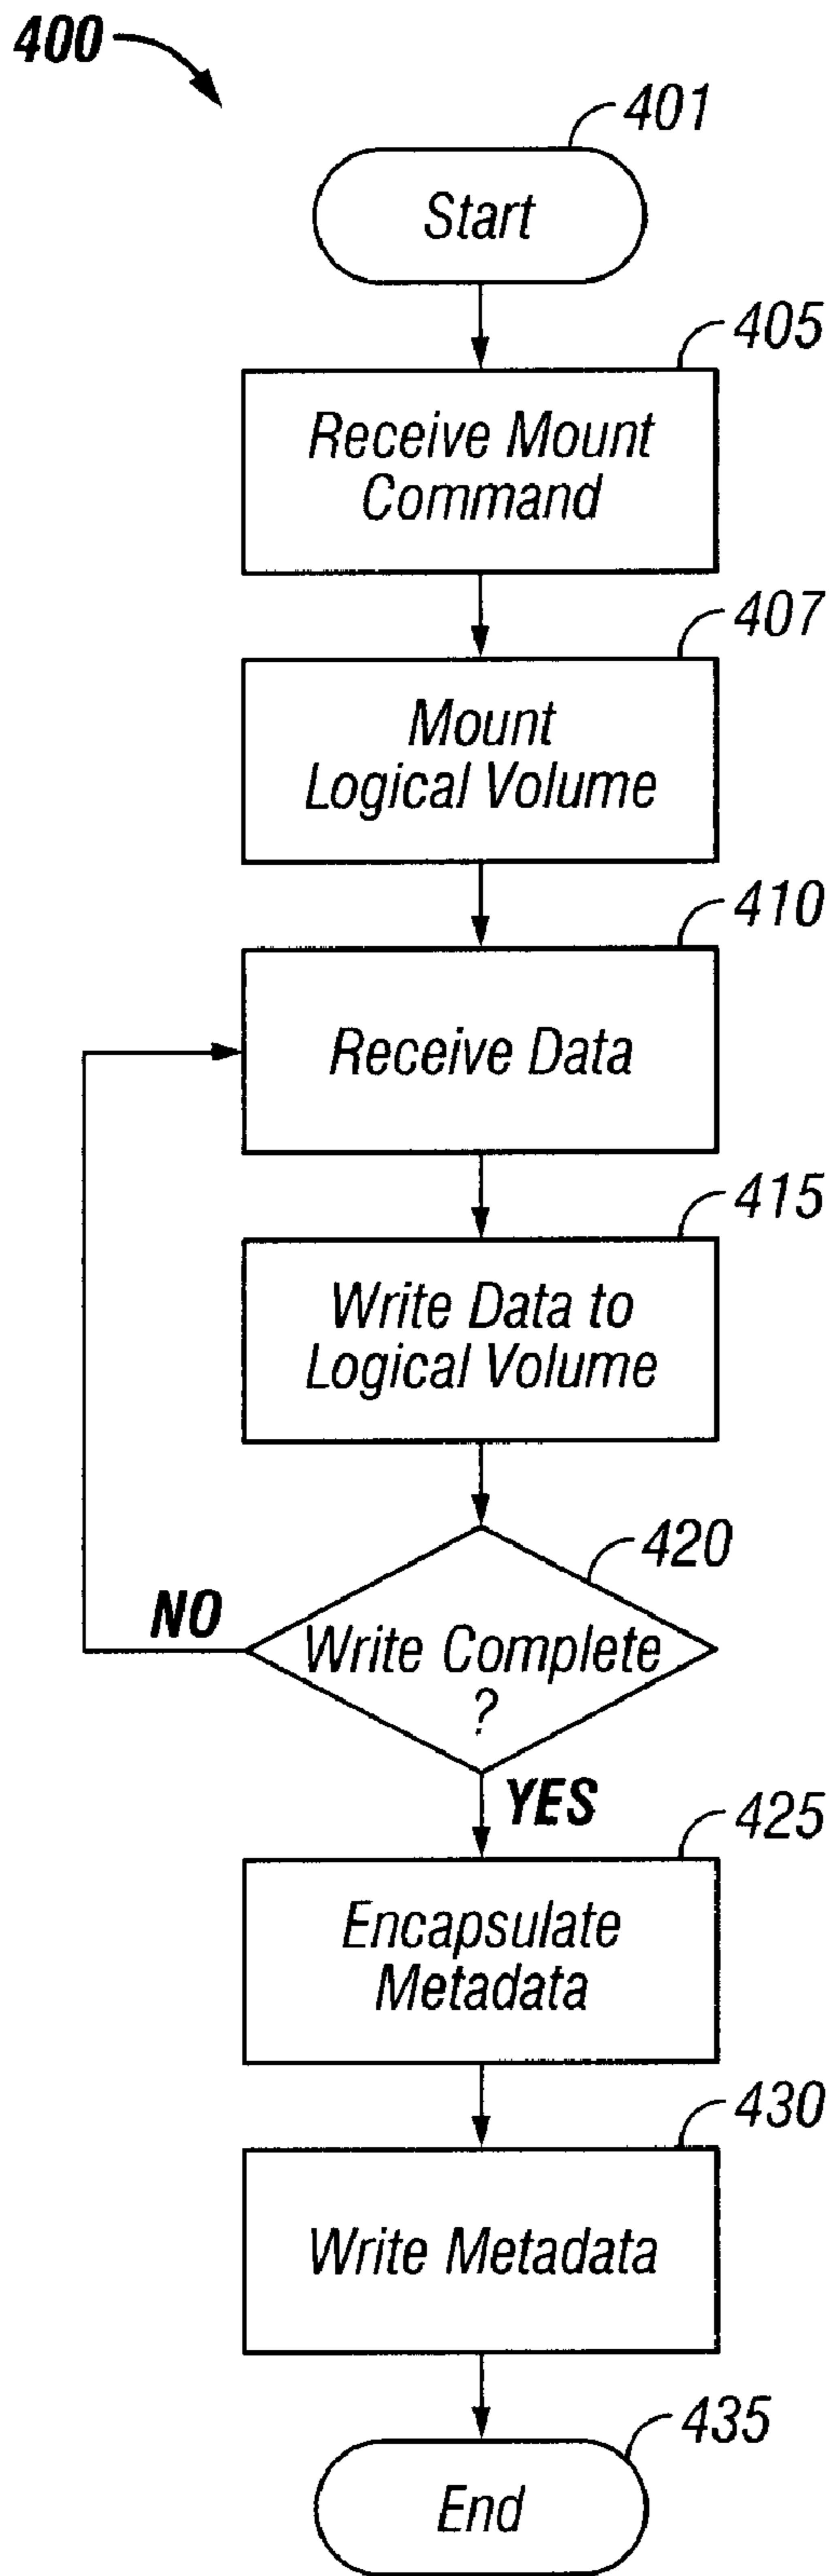 400
401
Start
405
Receive Mount
Command
407
Mount
Logical Volume
410
Receive Data
415
Write Data to
Logical Volume
420
NO
Write Complete
?
YES
425
Encapsulate
Metadata
430
Write Metadata
435
End